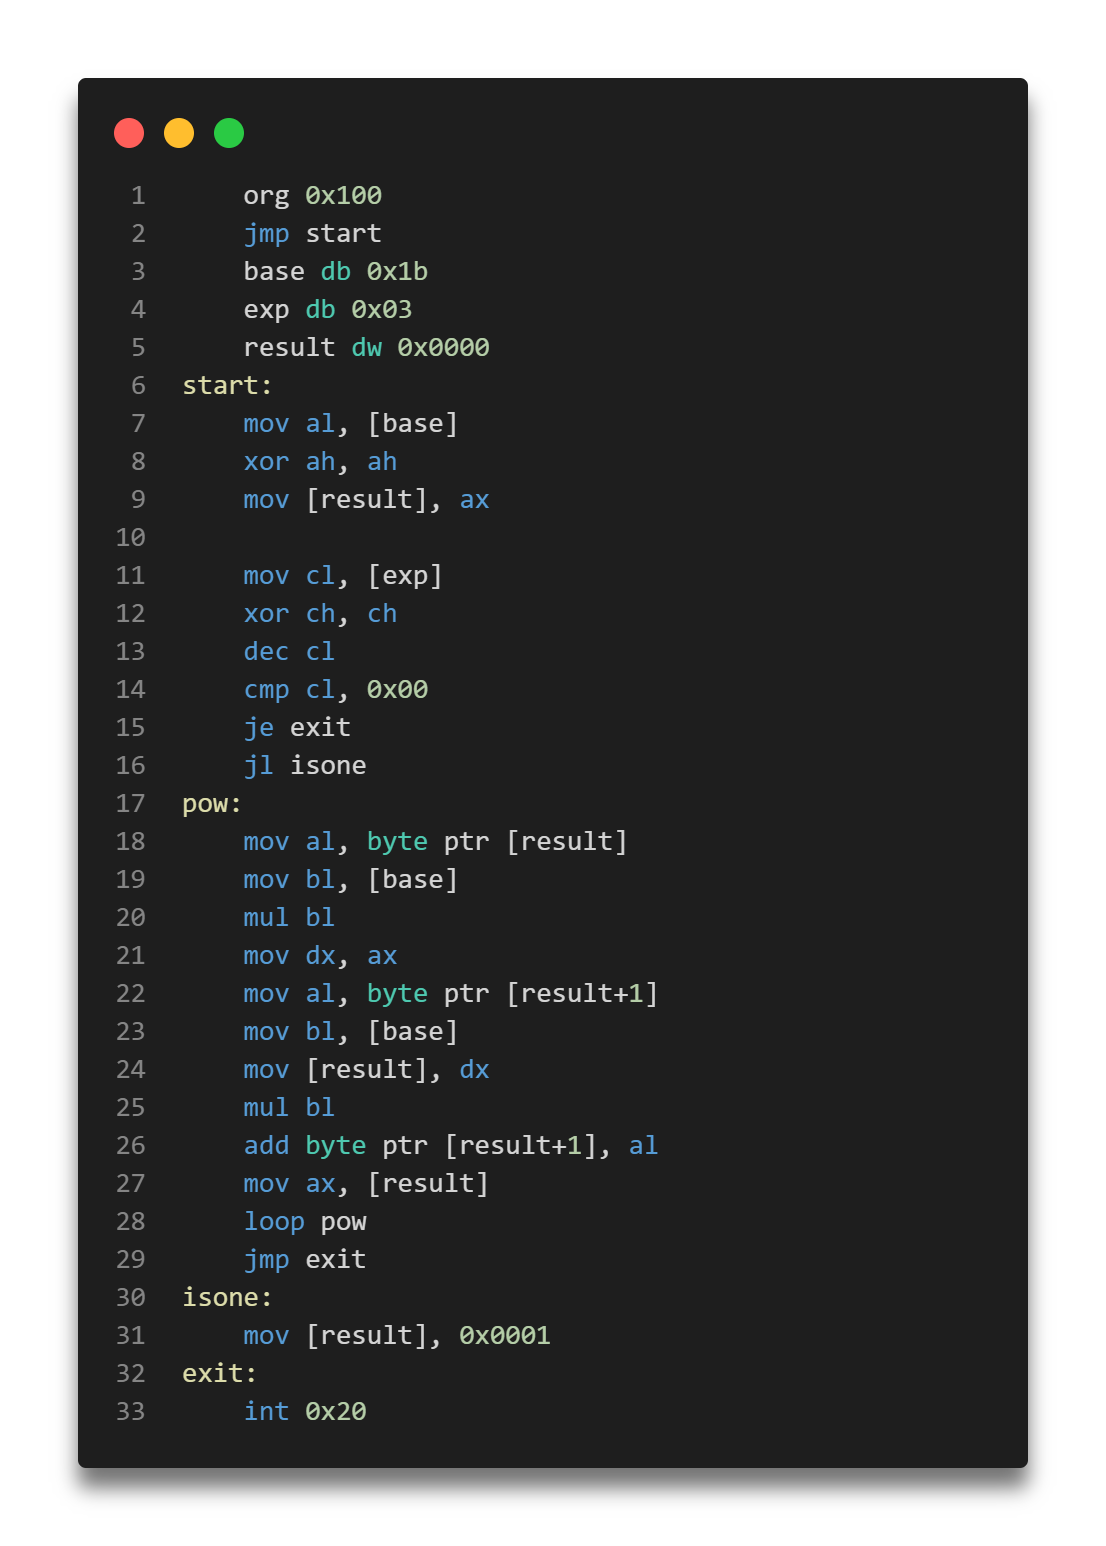 1 org 0x100
2 jmp start
3 base db 0x1b
4 exp db 0x03
5 result dw 0x0000
6 start:
7 mov al, [base]
8 xor ah, ah
9 mov [result], ax
10
11 mov cl, [exp]
12 xor ch, ch
13 dec cl
14 cmp cl, 0x00
15 je exit
16 jl isone
17 pow:
18 mov al, byte ptr [result]
19 mov bl, [base]
20 mul bl
21 mov dx, ax
22 mov al, byte ptr [result+1]
23 mov bl, [base]
24 mov [result], dx
25 mul bl
26 add byte ptr [result+1], al
27 mov ax, [result]
28 loop pow
29 jmp exit
30 isone:
31 mov [result], 0x0001
32 exit:
33 int 0x20